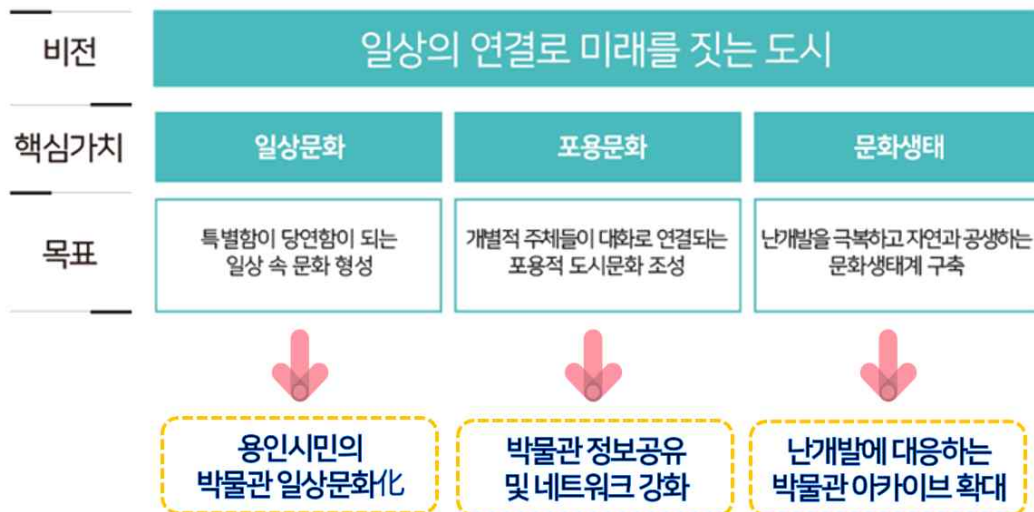 비전
일상의 연결로 미래를 짓는 도시
핵심가치
일상문화
포용문화
문화생태
목표
특별함이 당연함이 되는
일상 속 문화 형성
개별적 주체들이 대화로 연결되는
포용적 도시문화 조성
난개발을 극복하고 자연과 공생하는
문화생태계 구축
용인시민의
박물관 일상문화化
박물관 정보공유
및 네트워크 강화
난개발에 대응하는
박물관 아카이브 확대